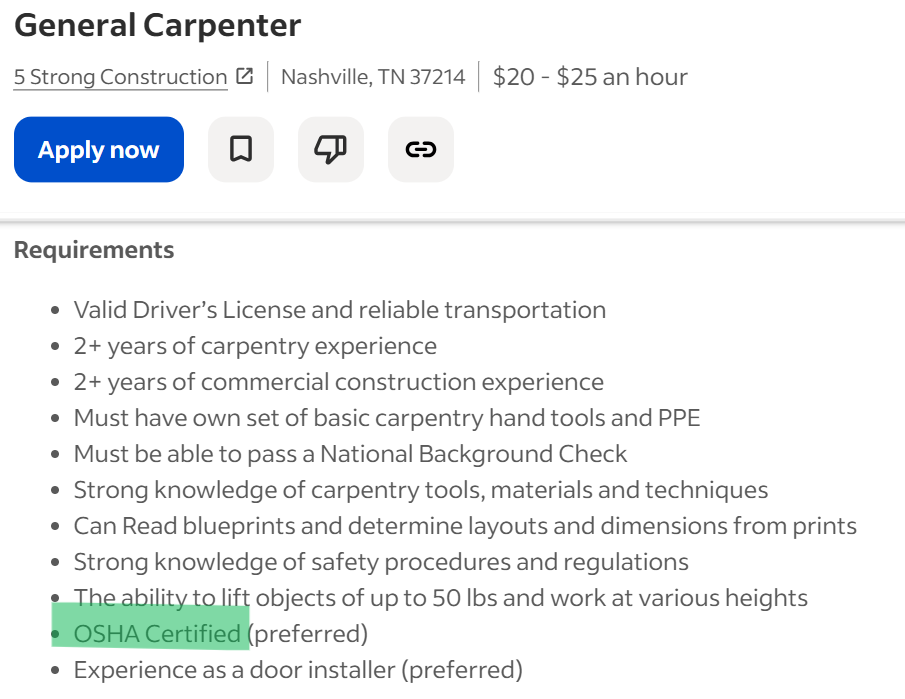 General Carpenter
5 Strong Construction | Nashville, TN 37214 | $20 - $25 an hour
Apply now
Requirements
• Valid Driver’s License and reliable transportation
• 2+ years of carpentry experience
• 2+ years of commercial construction experience
• Must have own set of basic carpentry hand tools and PPE
• Must be able to pass a National Background Check
• Strong knowledge of carpentry tools, materials and techniques
• Can Read blueprints and determine layouts and dimensions from prints
• Strong knowledge of safety procedures and regulations
• The ability to lift objects of up to 50 lbs and work at various heights
• OSHA Certified (preferred)
• Experience as a door installer (preferred)